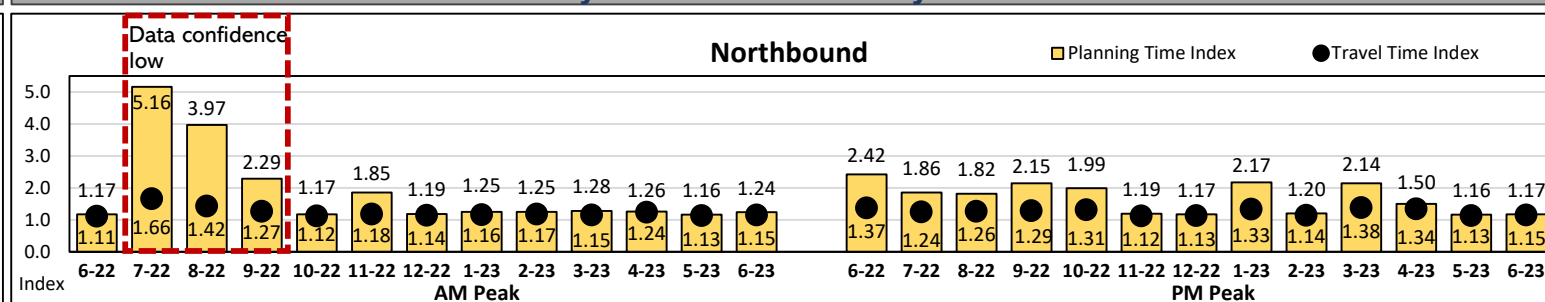 Data confidence
low
Northbound
Planning Time Index
Travel Time Index
5.0
4.0
3.0
2.0
1.0
0.0
Index
1.17 5.16 3.97 2.29 1.17 1.85 1.19 1.25 1.25 1.28 1.26 1.16 1.24
1.11 1.66 1.42 1.27 1.12 1.18 1.14 1.16 1.17 1.15 1.24 1.13 1.15
6-22 7-22 8-22 9-22 10-22 11-22 12-22 1-23 2-23 3-23 4-23 5-23 6-23
AM Peak
2.42 1.86 1.82 2.15 1.99 1.19 1.17 2.17 1.20 2.14 1.50 1.16 1.17
1.37 1.24 1.26 1.29 1.31 1.12 1.13 1.33 1.14 1.38 1.34 1.13 1.15
6-22 7-22 8-22 9-22 10-22 11-22 12-22 1-23 2-23 3-23 4-23 5-23 6-23
PM Peak